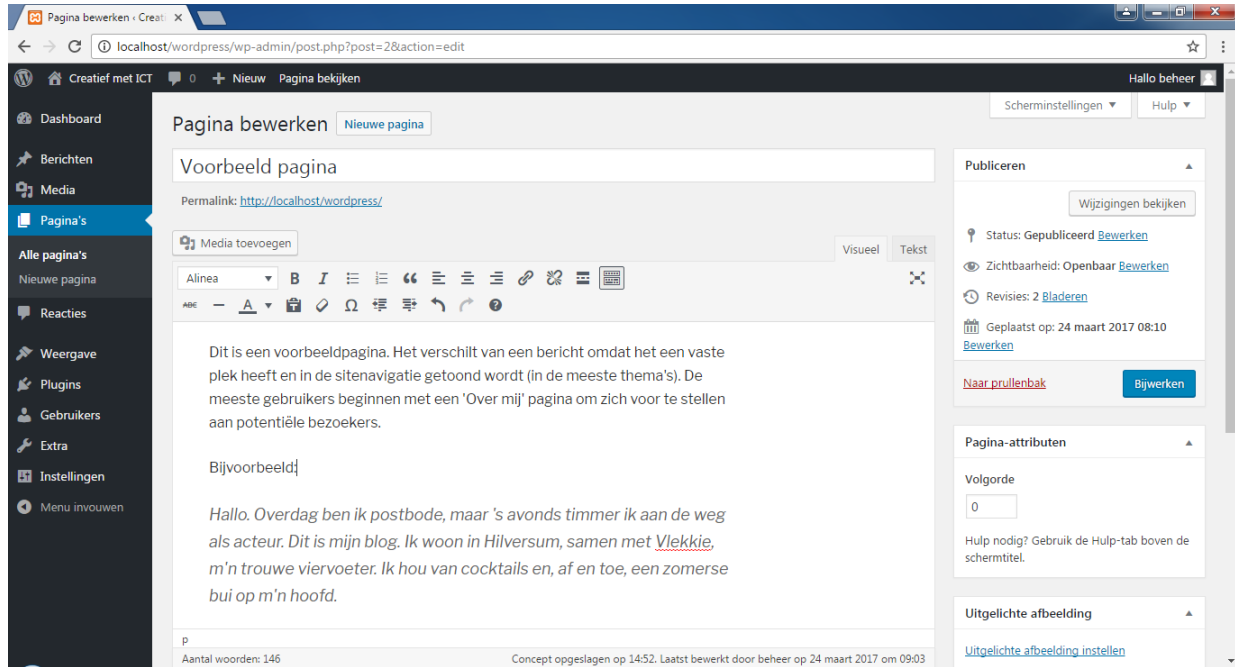 Pagina bewerken ‹ Creati
localhost/wordpress/wp-admin/post.php?post=2&action=edit
Creatief met ICT 0 Nieuw Pagina bekijken Hallo beheer
Scherminstellingen Hulp
Dashboard
Berichten
Media
Pagina's
Alle pagina's
Nieuwe pagina
Reacties
Weergave
Plugins
Gebruikers
Extra
Instellingen
Menu invouwen
Pagina bewerken Nieuwe pagina
Voorbeeld pagina
Permalink: http://localhost/wordpress/
Media toevoegen
Visueel Tekst
Alinea B I
ABC A Ω
Dit is een voorbeeldpagina. Het verschilt van een bericht omdat het een vaste
plek heeft en in de sitenavigatie getoond wordt (in de meeste thema's). De
meeste gebruikers beginnen met een 'Over mij' pagina om zich voor te stellen
aan potentiële bezoekers.
Bijvoorbeeld:
Hallo. Overdag ben ik postbode, maar 's avonds timmer ik aan de weg
als acteur. Dit is mijn blog. Ik woon in Hilversum, samen met Vlekkie,
m'n trouwe viervoeter. Ik hou van cocktails en, af en toe, een zomerse
bui op m'n hoofd.
p
Aantal woorden: 146 Concept opgeslagen op 14:52. Laatst bewerkt door beheer op 24 maart 2017 om 09:03
Publiceren
Wijzigingen bekijken
Status: Gepubliceerd Bewerken
Zichtbaarheid: Openbaar Bewerken
Revisies: 2 Bladeren
Geplaatst op: 24 maart 2017 08:10
Bewerken
Naar prullenbak Bijwerken
Pagina-attributen
Volgorde
0
Hulp nodig? Gebruik de Hulp-tab boven de
schermtitel.
Uitgelichte afbeelding
Uitgelichte afbeelding instellen